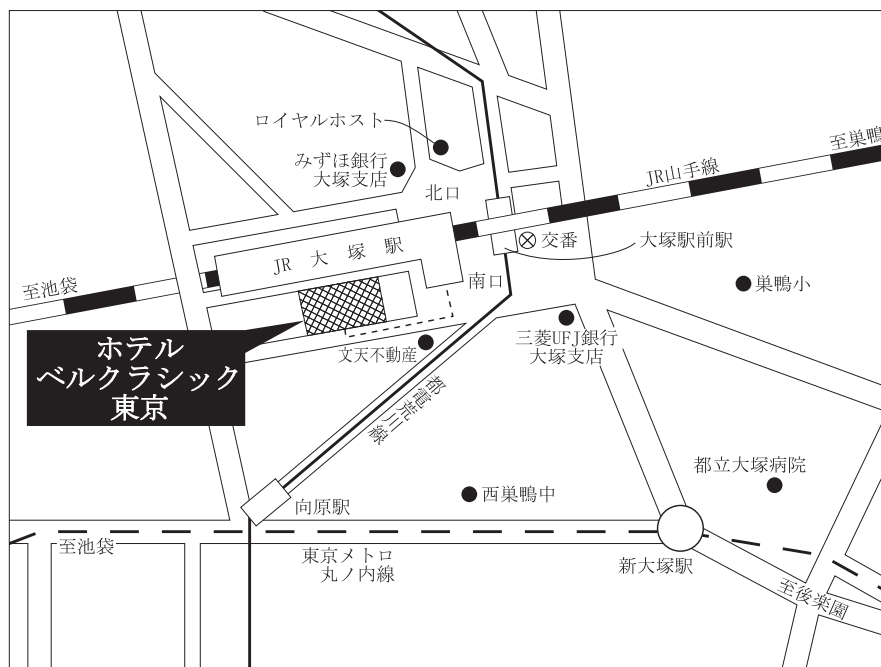 ロイヤルホスト
みずほ銀行
大塚支店
北口
JR山手線
至巣鴨
JR 大 塚 駅
交番
大塚駅前駅
至池袋
南口
巣鴨小
ホテル
ベルクラシック
東京
文天不動産
三菱UFJ銀行
大塚支店
都電荒川線
都立大塚病院
向原駅
西巣鴨中
至池袋
東京メトロ
丸ノ内線
新大塚駅
至後楽園